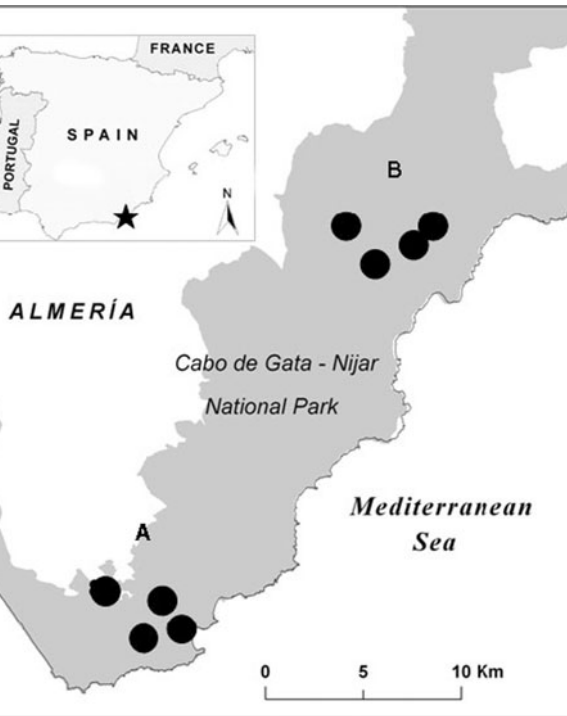 FRANCE
SPAIN
PORTUGAL
N
B
ALMERÍA
Cabo de Gata - Nijar
National Park
Mediterranean
Sea
A
0 5 10 Km